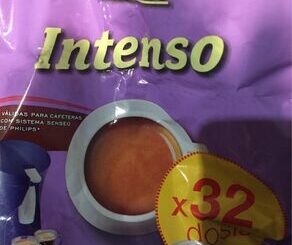 Intenso
VÁLIDAS PARA CAFETERAS
CON SISTEMA SENSEO
DE PHILIPS*
x32
dosis